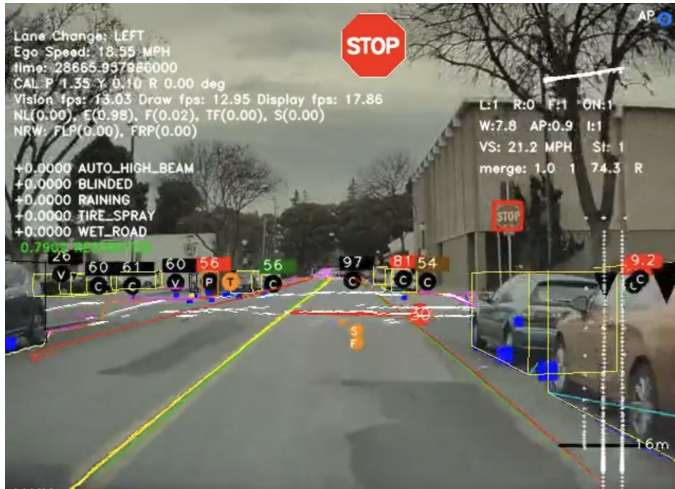 AP
STOP
Lane Change: LEFT
Ego Speed: 18.55 MPH
time: 28665.957986000
CAL P 1.35 Y 0.10 R 0.00 deg
Vision fps: 13.03 Draw fps: 12.95 Display fps: 17.86
NL(0.00), E(0.98), F(0.02), TF(0.00), S(0.00)
NRW: FLP(0.00), FRP(0.00)
L:1 R:0 F:1 ON:1
W:7.8 AP:0.9 I:1
VS: 21.2 MPH St: 1
merge: 1.0 1 74.3 R
+0.0000 AUTO_HIGH_BEAM
+0.0000 BLINDED
+0.0000 RAINING
+0.0000 TIRE_SPRAY
+0.0000 WET_ROAD
STOP
26 60 61 60 56 56 97 81 54 9.2
V C C V P T C C C C C
30
S
F
16m